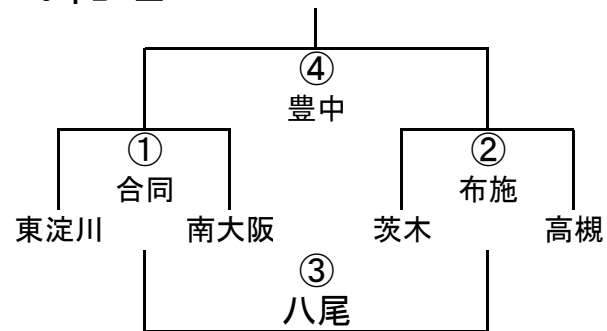 ④
豊中
① ②
合同 布施
東淀川 南大阪 茨木 高槻
③
八尾